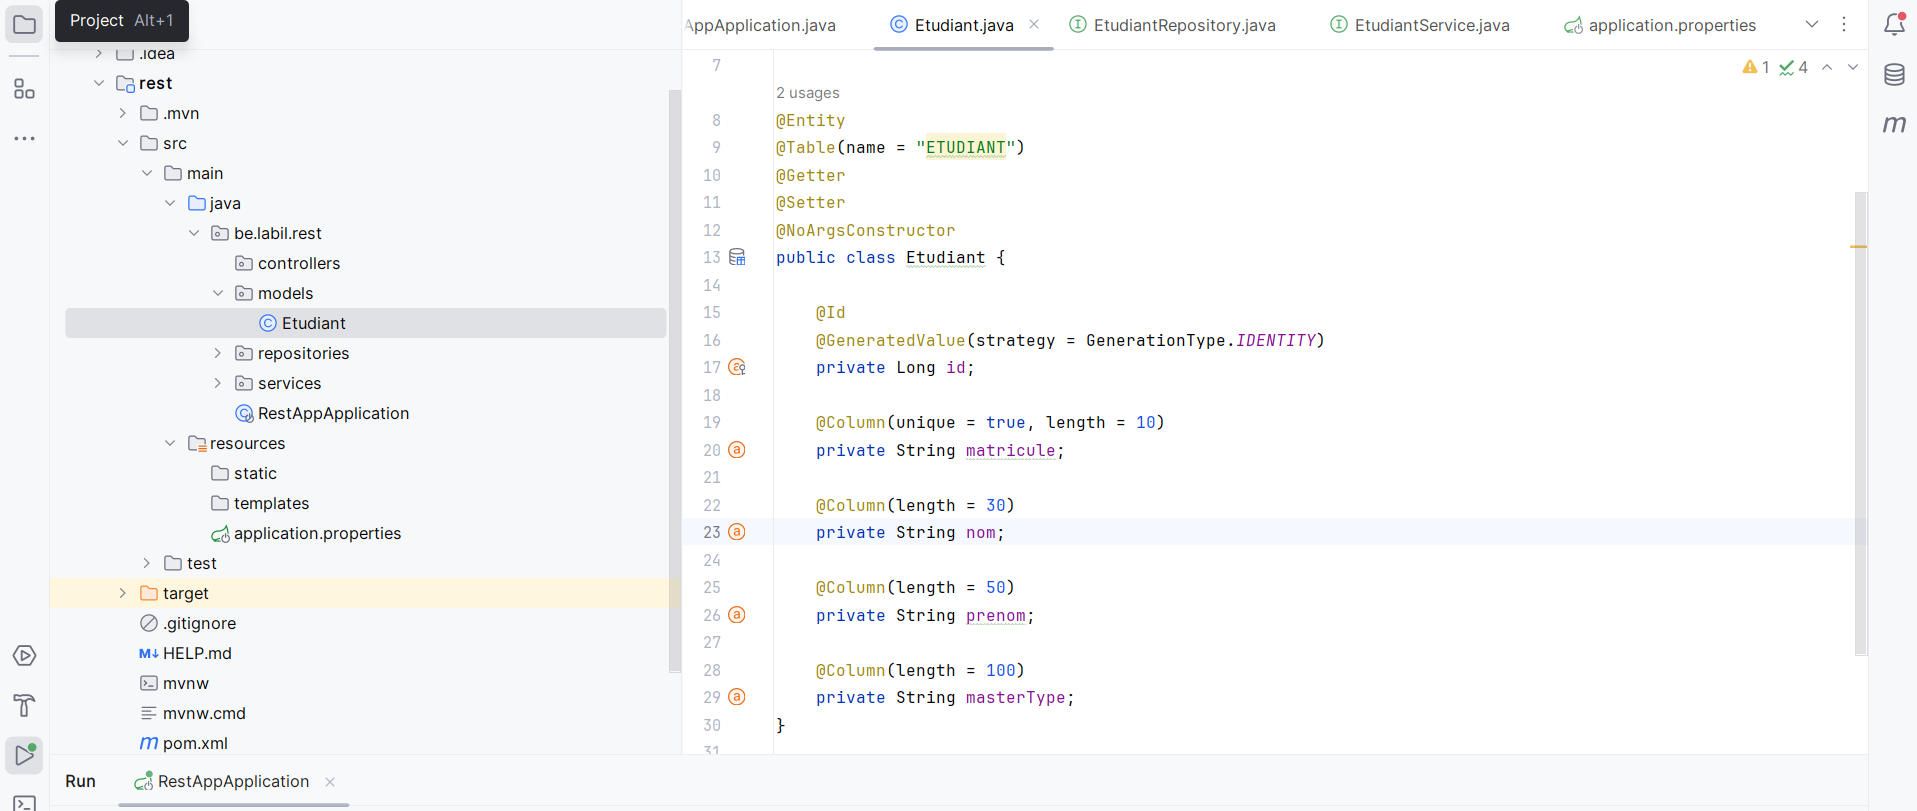 Project Alt+1
.idea
rest
.mvn
src
main
java
be.labil.rest
controllers
models
Etudiant
repositories
services
RestAppApplication
resources
static
templates
application.properties
test
target
.gitignore
M↓ HELP.md
mvnw
mvnw.cmd
m pom.xml
AppApplication.java Etudiant.java EtudiantRepository.java EtudiantService.java application.properties
1 4
7
2 usages
8 @Entity
9 @Table(name = "ETUDIANT")
10 @Getter
11 @Setter
12 @NoArgsConstructor
13 public class Etudiant {
14
15 @Id
16 @GeneratedValue(strategy = GenerationType.IDENTITY)
17 private Long id;
18
19 @Column(unique = true, length = 10)
20 private String matricule;
21
22 @Column(length = 30)
23 private String nom;
24
25 @Column(length = 50)
26 private String prenom;
27
28 @Column(length = 100)
29 private String masterType;
30 }
31
m
Run RestAppApplication